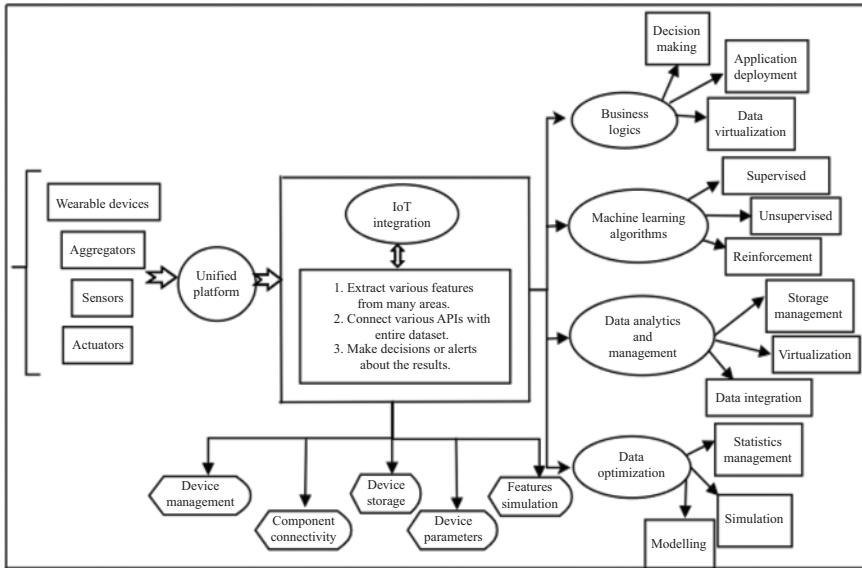 Wearable devices
Aggregators
Sensors
Actuators
Unified
platform
IoT
integration
1. Extract various features
from many areas.
2. Connect various APIs with
entire dataset.
3. Make decisions or alerts
about the results.
Device
management
Component
connectivity
Device
storage
Device
parameters
Features
simulation
Business
logics
Decision
making
Application
deployment
Data
virtualization
Machine learning
algorithms
Supervised
Unsupervised
Reinforcement
Data analytics
and
management
Storage
management
Virtualization
Data integration
Data
optimization
Statistics
management
Simulation
Modelling